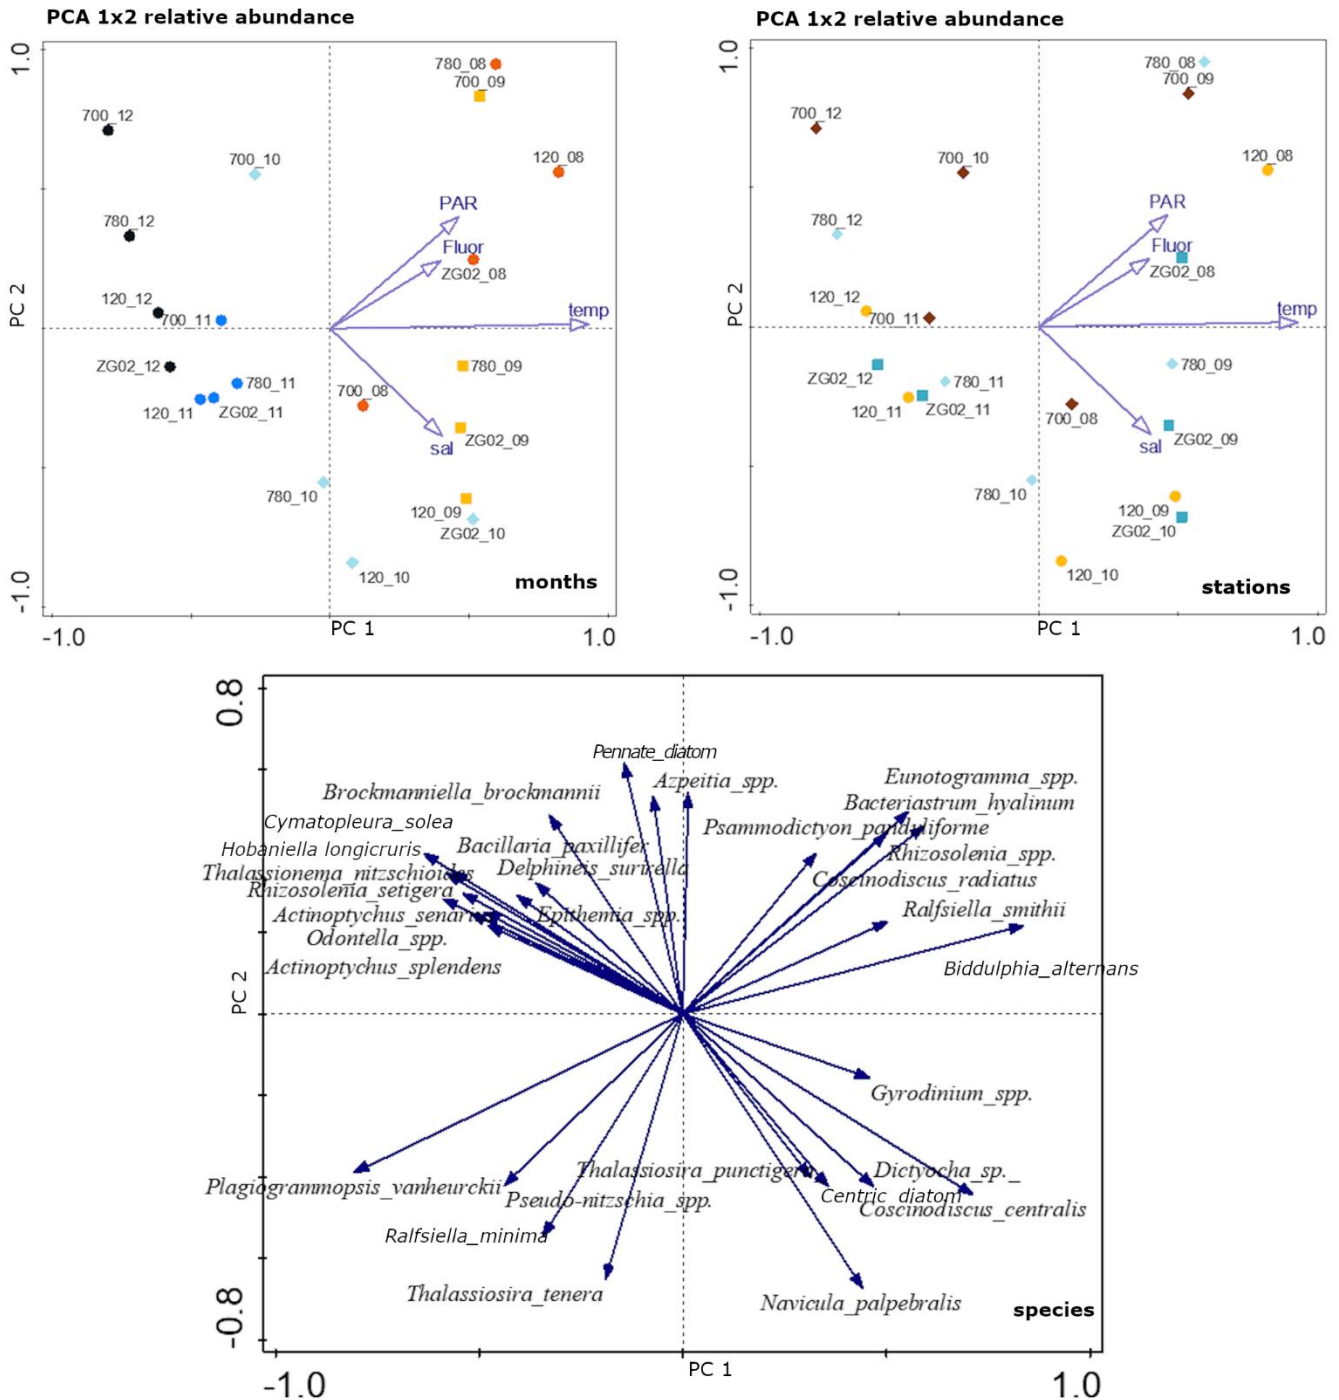 PCA 1x2 relative abundance
1.0
780_08
700_09
700_12
700_10
120_08
PAR
780_12
Fluor
ZG02_08
PC 2
120_12
700_11
temp
ZG02_12
780_11
780_09
700_08
120_11
ZG02_11
ZG02_09
sal
780_10
120_09
ZG02_10
120_10
months
-1.0
-1.0
PC 1
1.0
PCA 1x2 relative abundance
1.0
780_08
700_09
700_12
700_10
120_08
PAR
780_12
Fluor
ZG02_08
PC 2
120_12
700_11
temp
ZG02_12
780_11
780_09
120_11
ZG02_11
700_08
ZG02_09
sal
780_10
120_09
ZG02_10
120_10
stations
-1.0
-1.0
PC 1
1.0
0.8
Pennate_diatom
Azpeitia_spp.
Eunotogramma_spp.
Brockmanniella_brockmannii
Bacteriastrum_hyalinum
Cymatopleura_solea
Psammodictyon_panduliforme
Hobaniella longicruris
Bacillaria_paxillifer
Rhizosolenia_spp.
Thalassionema_nitzschioides
Delphineis_surirella
Coscinodiscus_radiatus
Rhizosolenia_setigera
Actinoptychus_senarius
Epithemia_spp.
Ralfsiella_smithii
Odontella_spp.
Actinoptychus_splendens
Biddulphia_alternans
PC 2
Gyrodinium_spp.
Thalassiosira_punctigera
Dictyocha_sp._
Plagiogrammopsis_vanheurckii
Pseudo-nitzschia_spp.
Centric_diatom
Coscinodiscus_centralis
Ralfsiella_minima
Thalassiosira_tenera
Navicula_palpebralis
species
-0.8
-1.0
PC 1
1.0